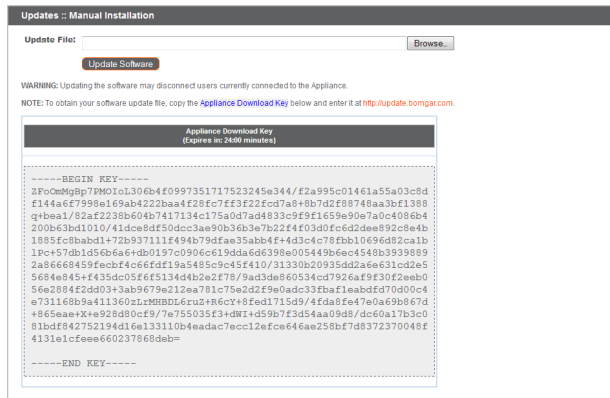 Updates :: Manual Installation
Update File:
Browse..
Update Software
WARNING: Updating the software may disconnect users currently connected to the Appliance.
NOTE: To obtain your software update file, copy the Appliance Download Key below and enter it at http://update.bomgar.com.
Appliance Download Key
(Expires in: 24:00 minutes)
-----BEGIN KEY-----
ZFoOmMgBp7PMOIoL306b4f0997351717523245e344/f2a995c01461a55a03c8d
f144a6f7998e169ab4222baa4f28fc7ff3f22fcd7a8+8b7d2f88748aa3bf1388
q+bea1/82af2238b604b7417134c175a0d7ad4833c9f9f1659e90e7a0c4086b4
200b63bd1010/41dce8df50dcc3ae90b36b3e7b22f4f03d0fc6d2dee892c8e4b
1885fc8babd1+72b937111f494b79dfae35abb4f+4d3c4c78fbb10696d82ca1b
1Pc+57db1d56b6a6+db0197c0906c619dda6d6398e005449b6ec4548b3939889
2a86668459fecbf4c66fdf19a5485c9c45f410/31330b20935dd2a6e631cd2e5
5684e845+f435dc05f6f5134d4b2e2f78/9ad3de860534cd7926af9f30f2eeb0
56e2884f2dd03+3ab9679e212ea781c75e2d2f9e0adc33fbaf1eabdfd70d00c4
e731168b9a411360zLrMHBDL6ruZ+R6cY+8fed1715d9/4fda8fe47e0a69b867d
+865eae+X+e928d80cf9/7e755035f3+dWI+d59b7f3d54aa09d8/dc60a17b3c0
81bdf842752194d16e133110b4eadac7ecc12efce646ae258bf7d8372370048f
4131e1cfeee660237868deb=
-----END KEY-----